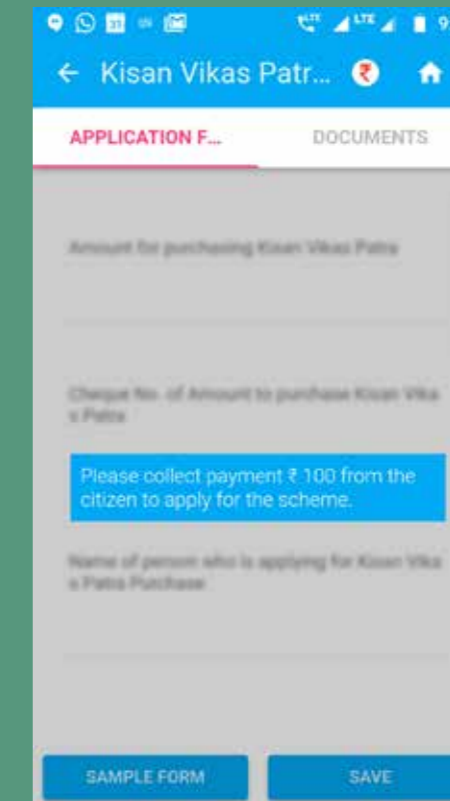 31
9
Kisan Vikas Patr... ₹
APPLICATION F...
DOCUMENTS
Amount for purchasing Kisan Vikas Patra
Cheque No. of Amount to purchase Kisan Vika
s Patra
Please collect payment ₹ 100 from the
citizen to apply for the scheme.
Name of person who is applying for Kisan Vika
s Patra Purchase
SAMPLE FORM
SAVE